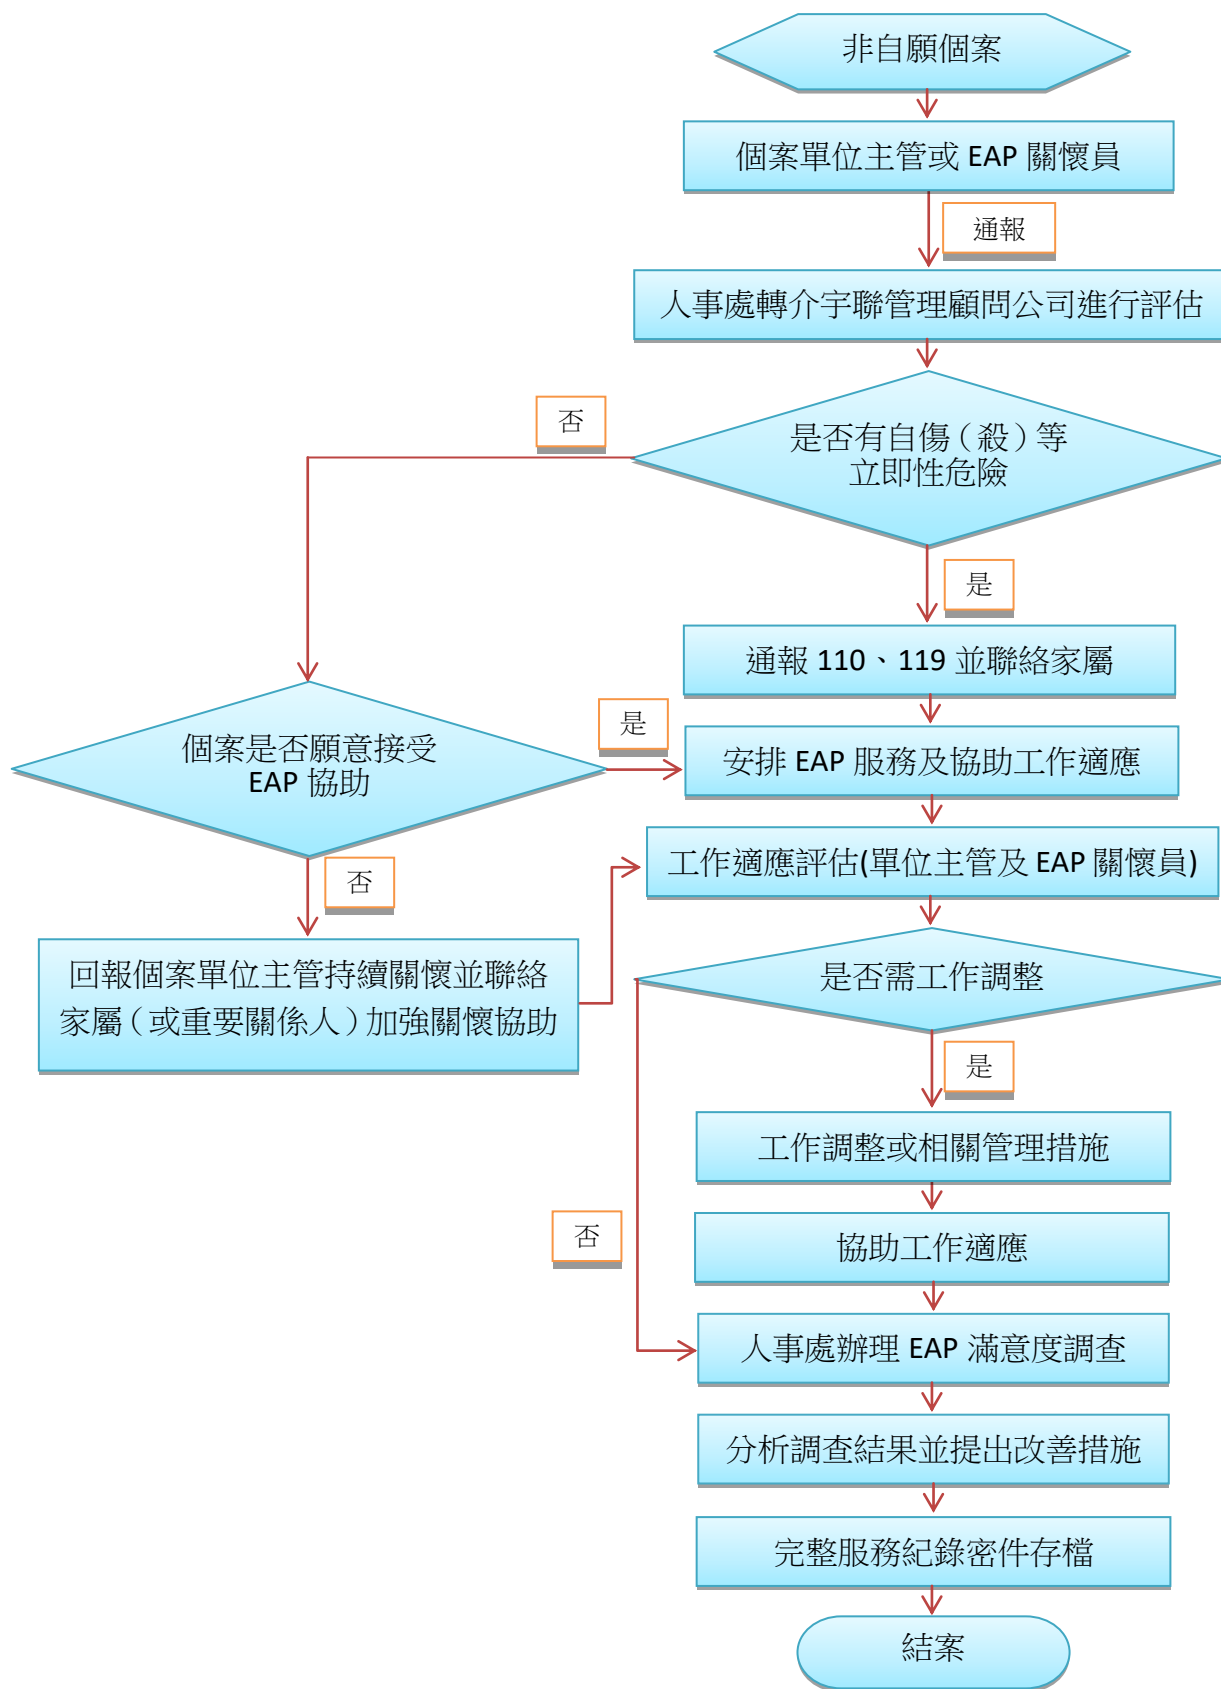 非自願個案
個案單位主管或 EAP 關懷員
通報
人事處轉介宇聯管理顧問公司進行評估
否
是否有自傷（殺）等
立即性危險
是
通報 110、119 並聯絡家屬
個案是否願意接受
EAP 協助
是
安排 EAP 服務及協助工作適應
否
工作適應評估(單位主管及 EAP 關懷員)
回報個案單位主管持續關懷並聯絡
家屬（或重要關係人）加強關懷協助
是否需工作調整
是
工作調整或相關管理措施
否
協助工作適應
人事處辦理 EAP 滿意度調查
分析調查結果並提出改善措施
完整服務紀錄密件存檔
結案